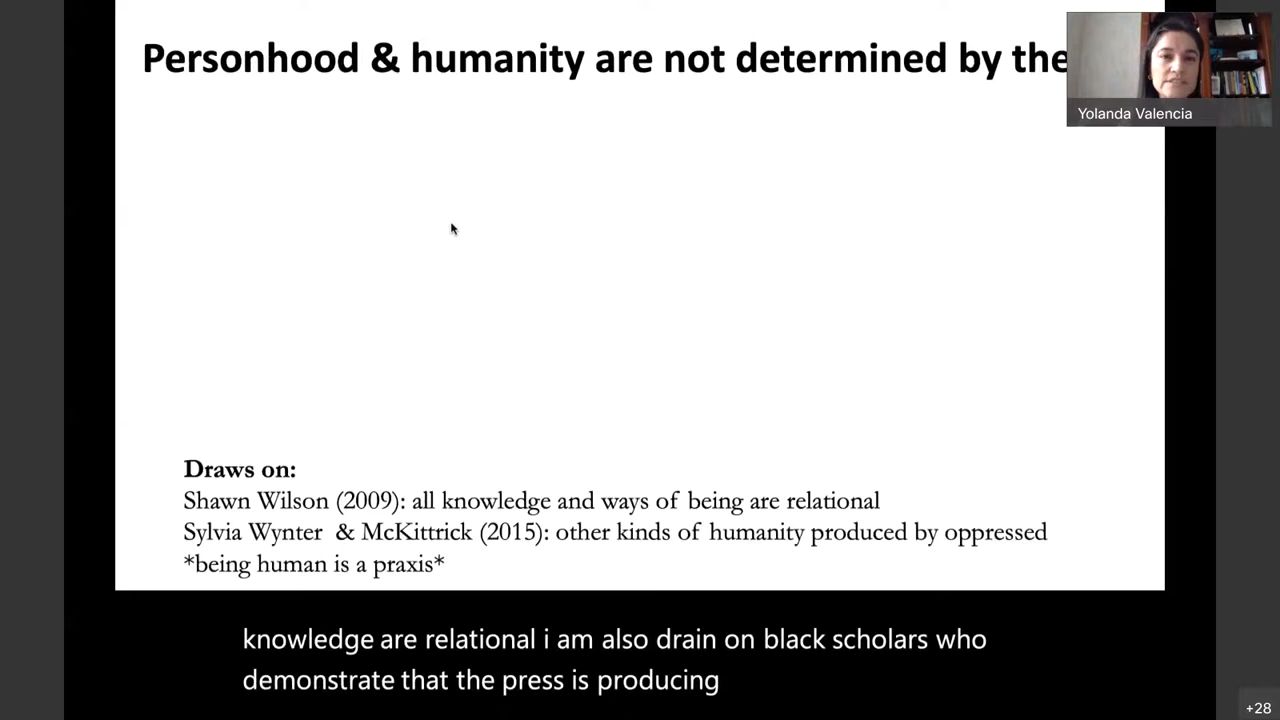 Personhood & humanity are not determined by the
Yolanda Valencia
Draws on:
Shawn Wilson (2009): all knowledge and ways of being are relational
Sylvia Wynter & McKittrick (2015): other kinds of humanity produced by oppressed
*being human is a praxis*
knowledge are relational i am also drain on black scholars who
demonstrate that the press is producing
+28